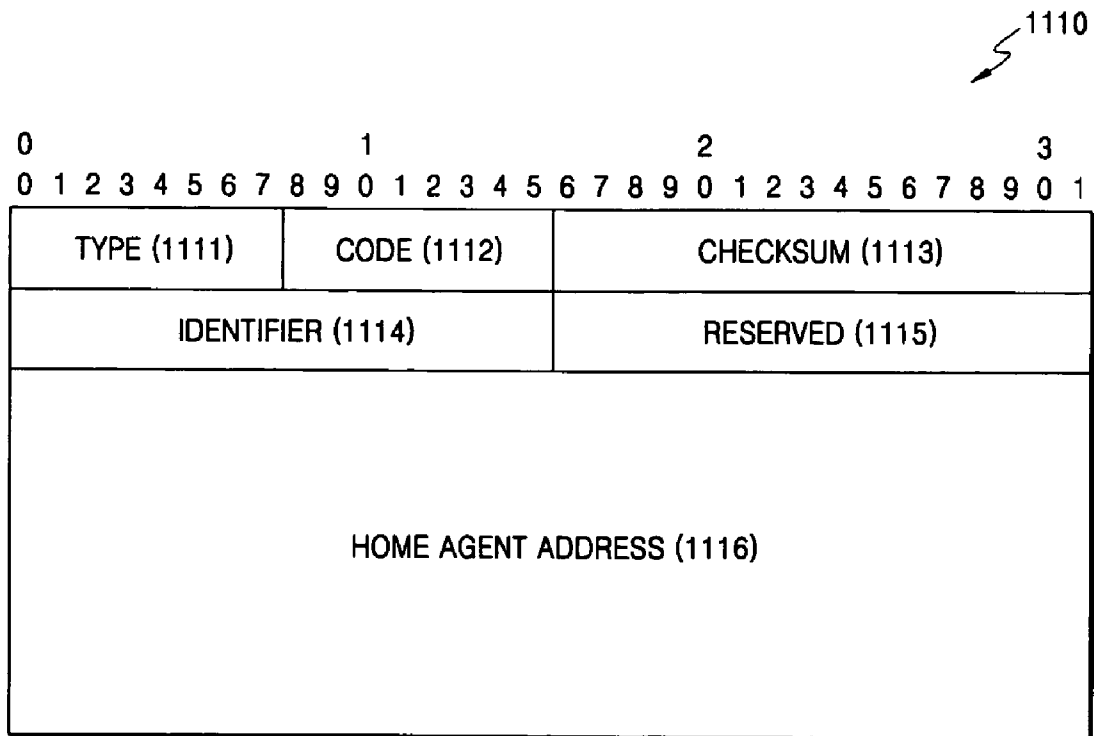 1110
0 1 2 3
0 1 2 3 4 5 6 7 8 9 0 1 2 3 4 5 6 7 8 9 0 1 2 3 4 5 6 7 8 9 0 1
TYPE (1111) CODE (1112) CHECKSUM (1113)
IDENTIFIER (1114) RESERVED (1115)
HOME AGENT ADDRESS (1116)